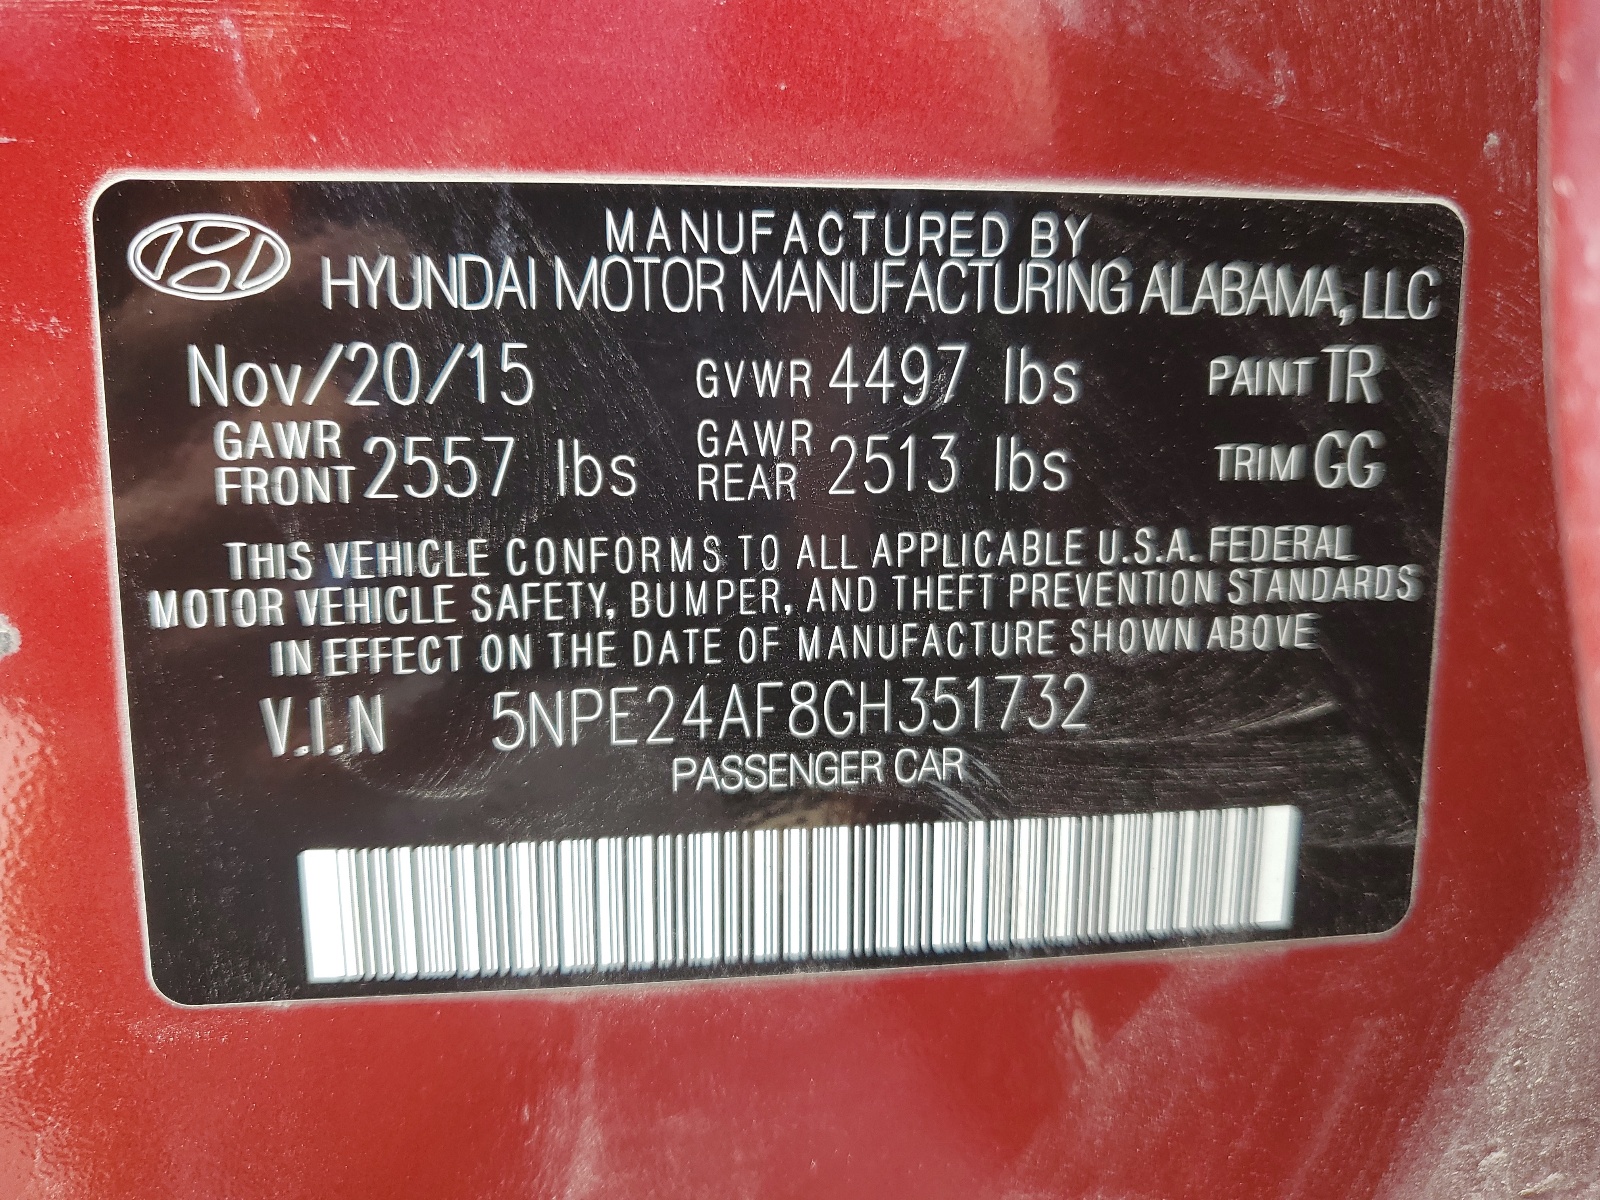 MANUFACTURED BY
HYUNDAI MOTOR MANUFACTURING ALABAMA, LLC
Nov/20/15 GVWR 4497 lbs PAINT TR
GAWR FRONT 2557 lbs GAWR REAR 2513 lbs TRIM GG
THIS VEHICLE CONFORMS TO ALL APPLICABLE U.S.A. FEDERAL
MOTOR VEHICLE SAFETY, BUMPER, AND THEFT PREVENTION STANDARDS
IN EFFECT ON THE DATE OF MANUFACTURE SHOWN ABOVE
V.I.N 5NPE24AF8GH351732
PASSENGER CAR